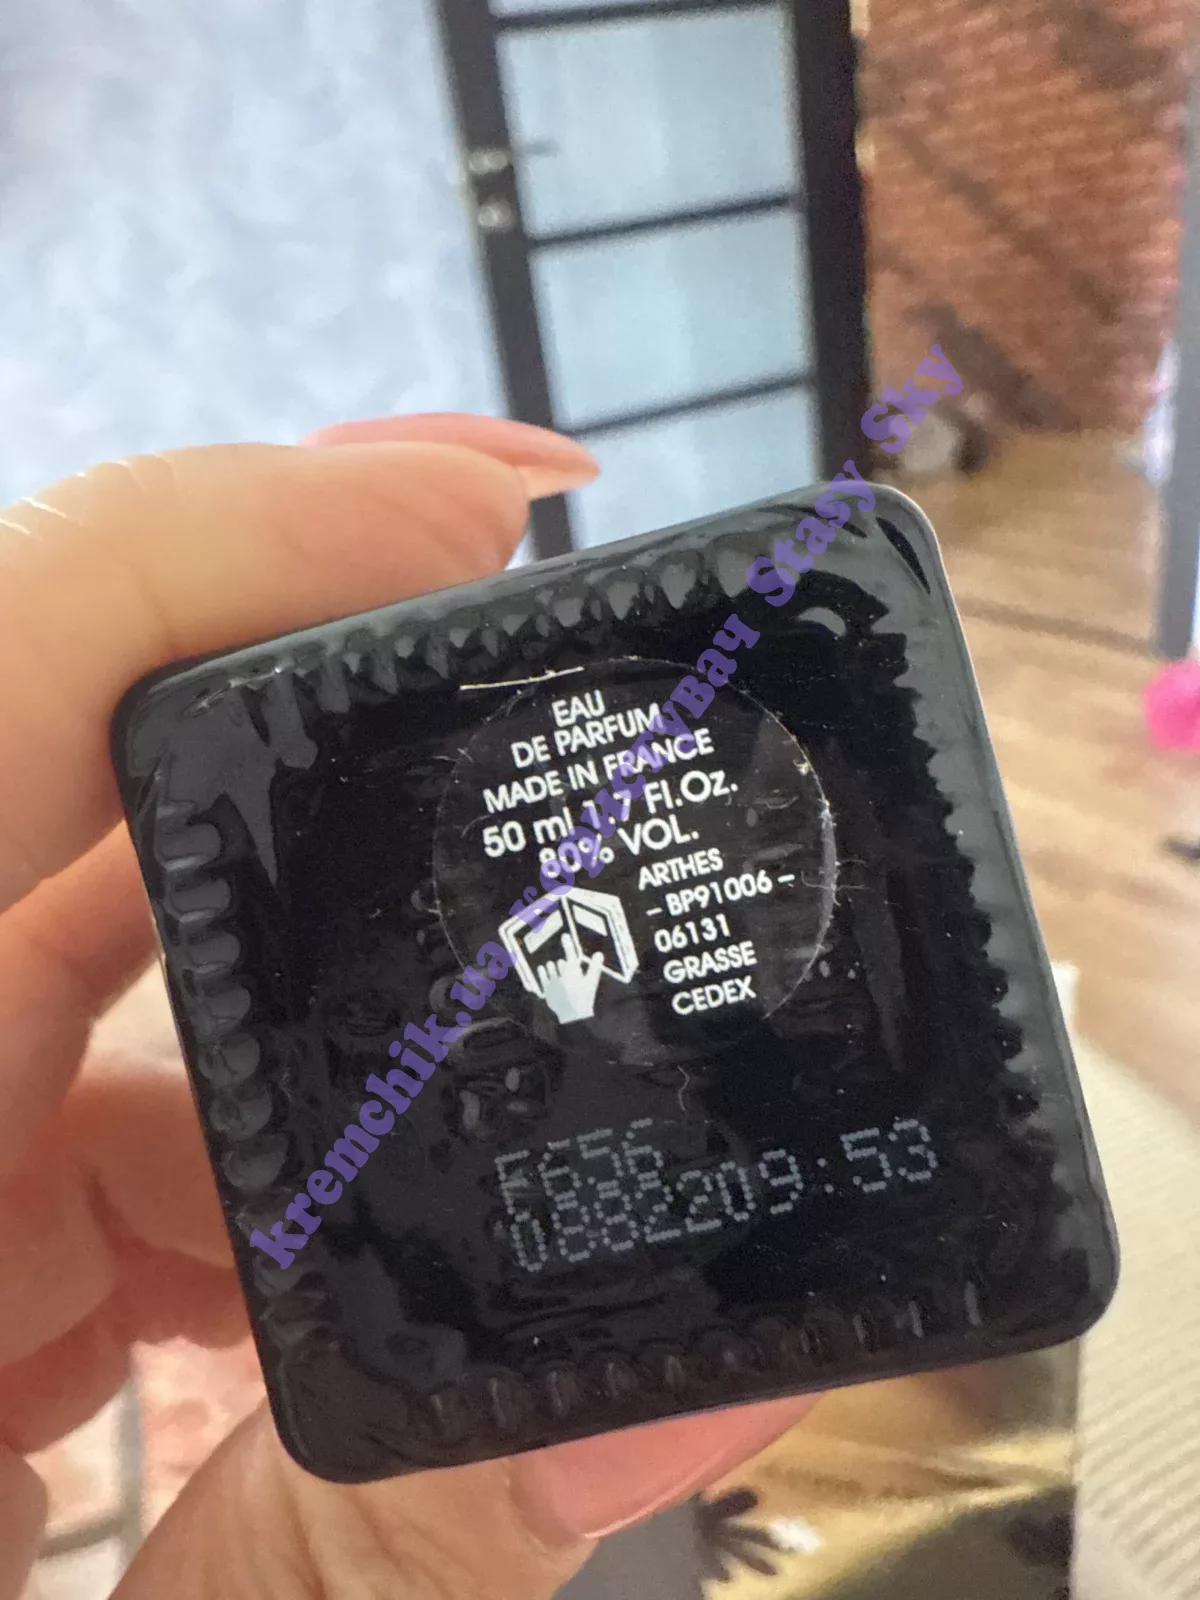 EAU
DE PARFUM
MADE IN FRANCE
50 ml 1.7 Fl.Oz.
80% VOL.
ARTHES
– BP91006 –
06131
GRASSE
CEDEX
0882209:53
kremchik.ua користуBaч Stasy Sky